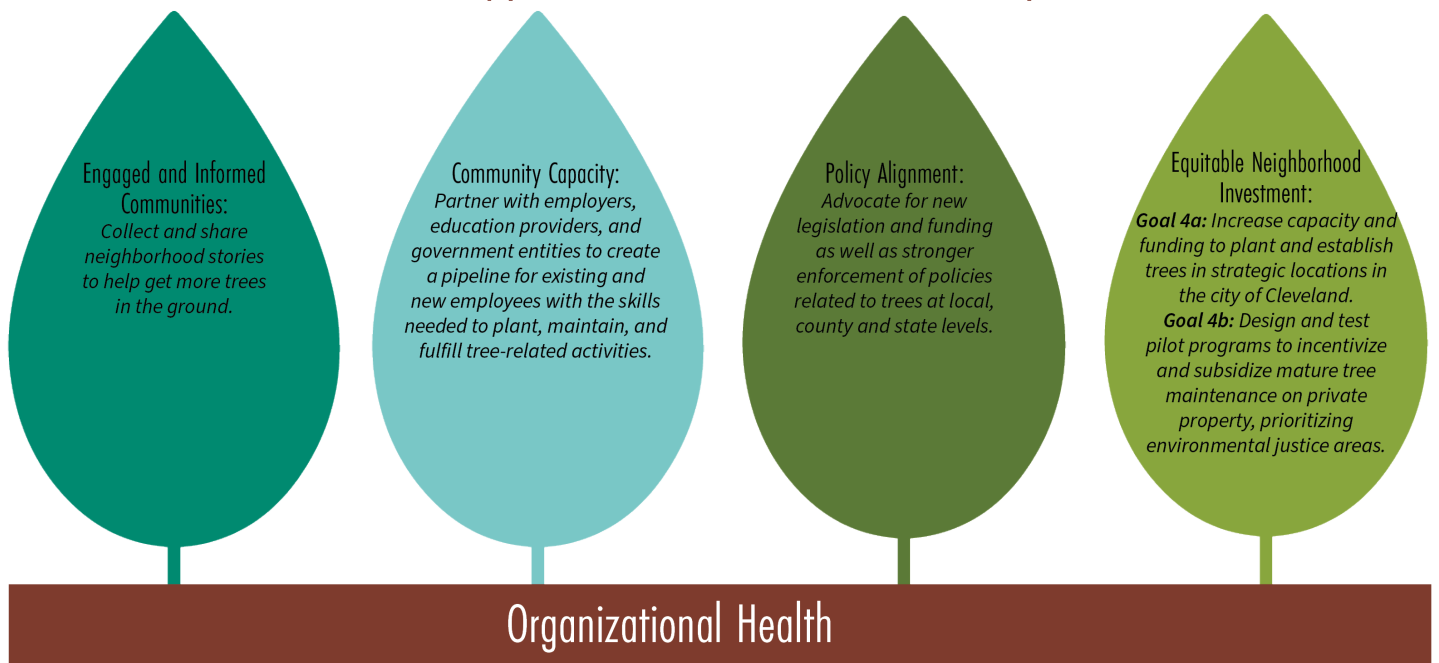 Engaged and Informed
Communities:
Collect and share
neighborhood stories
to help get more trees
in the ground.
Community Capacity:
Partner with employers,
education providers, and
government entities to create
a pipeline for existing and
new employees with the skills
needed to plant, maintain, and
fulfill tree-related activities.
Policy Alignment:
Advocate for new
legislation and funding
as well as stronger
enforcement of policies
related to trees at local,
county and state levels.
Equitable Neighborhood
Investment:
Goal 4a: Increase capacity and
funding to plant and establish
trees in strategic locations in
the city of Cleveland.
Goal 4b: Design and test
pilot programs to incentivize
and subsidize mature tree
maintenance on private
property, prioritizing
environmental justice areas.
Organizational Health